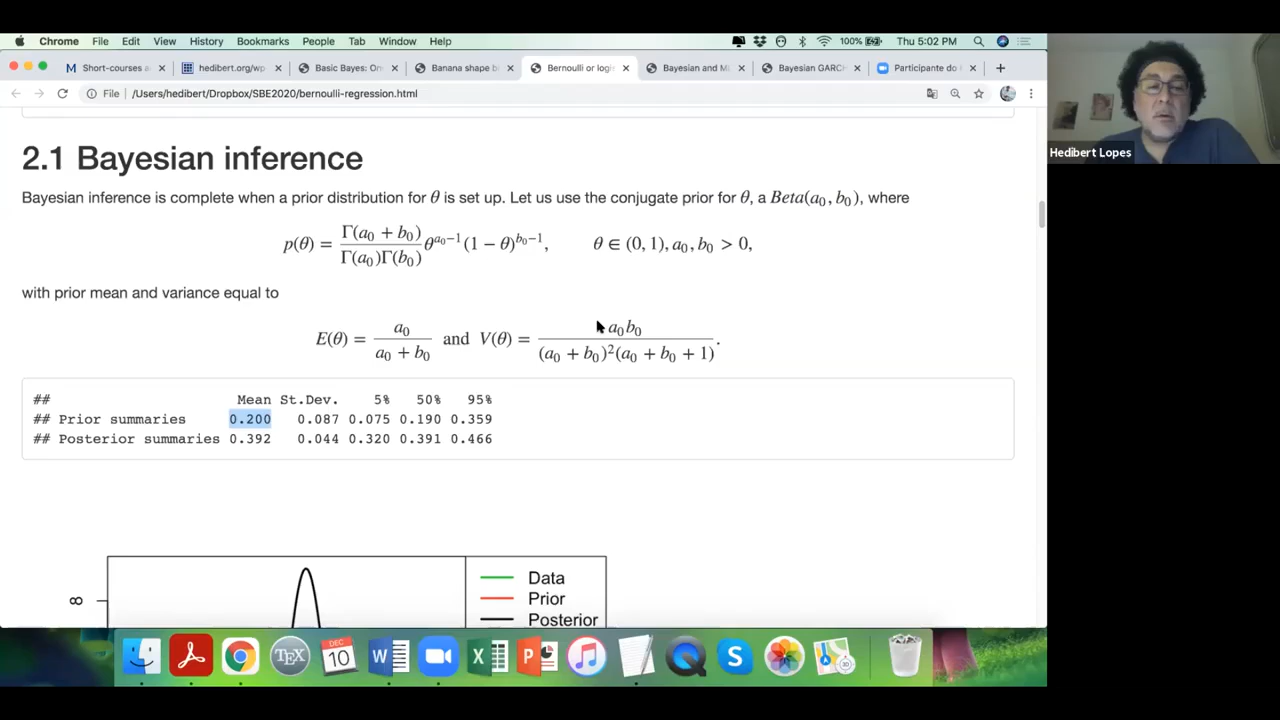 Chrome File Edit View History Bookmarks People Tab Window Help 100% Thu 5:02 PM
Short-courses a
hedibert.org/wp
Basic Bayes: On
Banana shape b
Bernoulli or logis
Bayesian and M
Bayesian GARCH
Participante do
File /Users/hedibert/Dropbox/SBE2020/bernoulli-regression.html
Hedibert Lopes
2.1 Bayesian inference
Bayesian inference is complete when a prior distribution for θ is set up. Let us use the conjugate prior for θ, a Beta(a₀, b₀), where
p(θ) = Γ(a₀ + b₀) / Γ(a₀)Γ(b₀) θ^{a₀−1}(1 − θ)^{b₀−1}, θ ∈ (0, 1), a₀, b₀ > 0,
with prior mean and variance equal to
E(θ) = a₀ / (a₀ + b₀) and V(θ) = a₀b₀ / (a₀ + b₀)²(a₀ + b₀ + 1).
## Mean St.Dev. 5% 50% 95%
## Prior summaries 0.200 0.087 0.075 0.190 0.359
## Posterior summaries 0.392 0.044 0.320 0.391 0.466
8
Data
Prior
Posterior
TEX
DEC
10
W
X
P
S